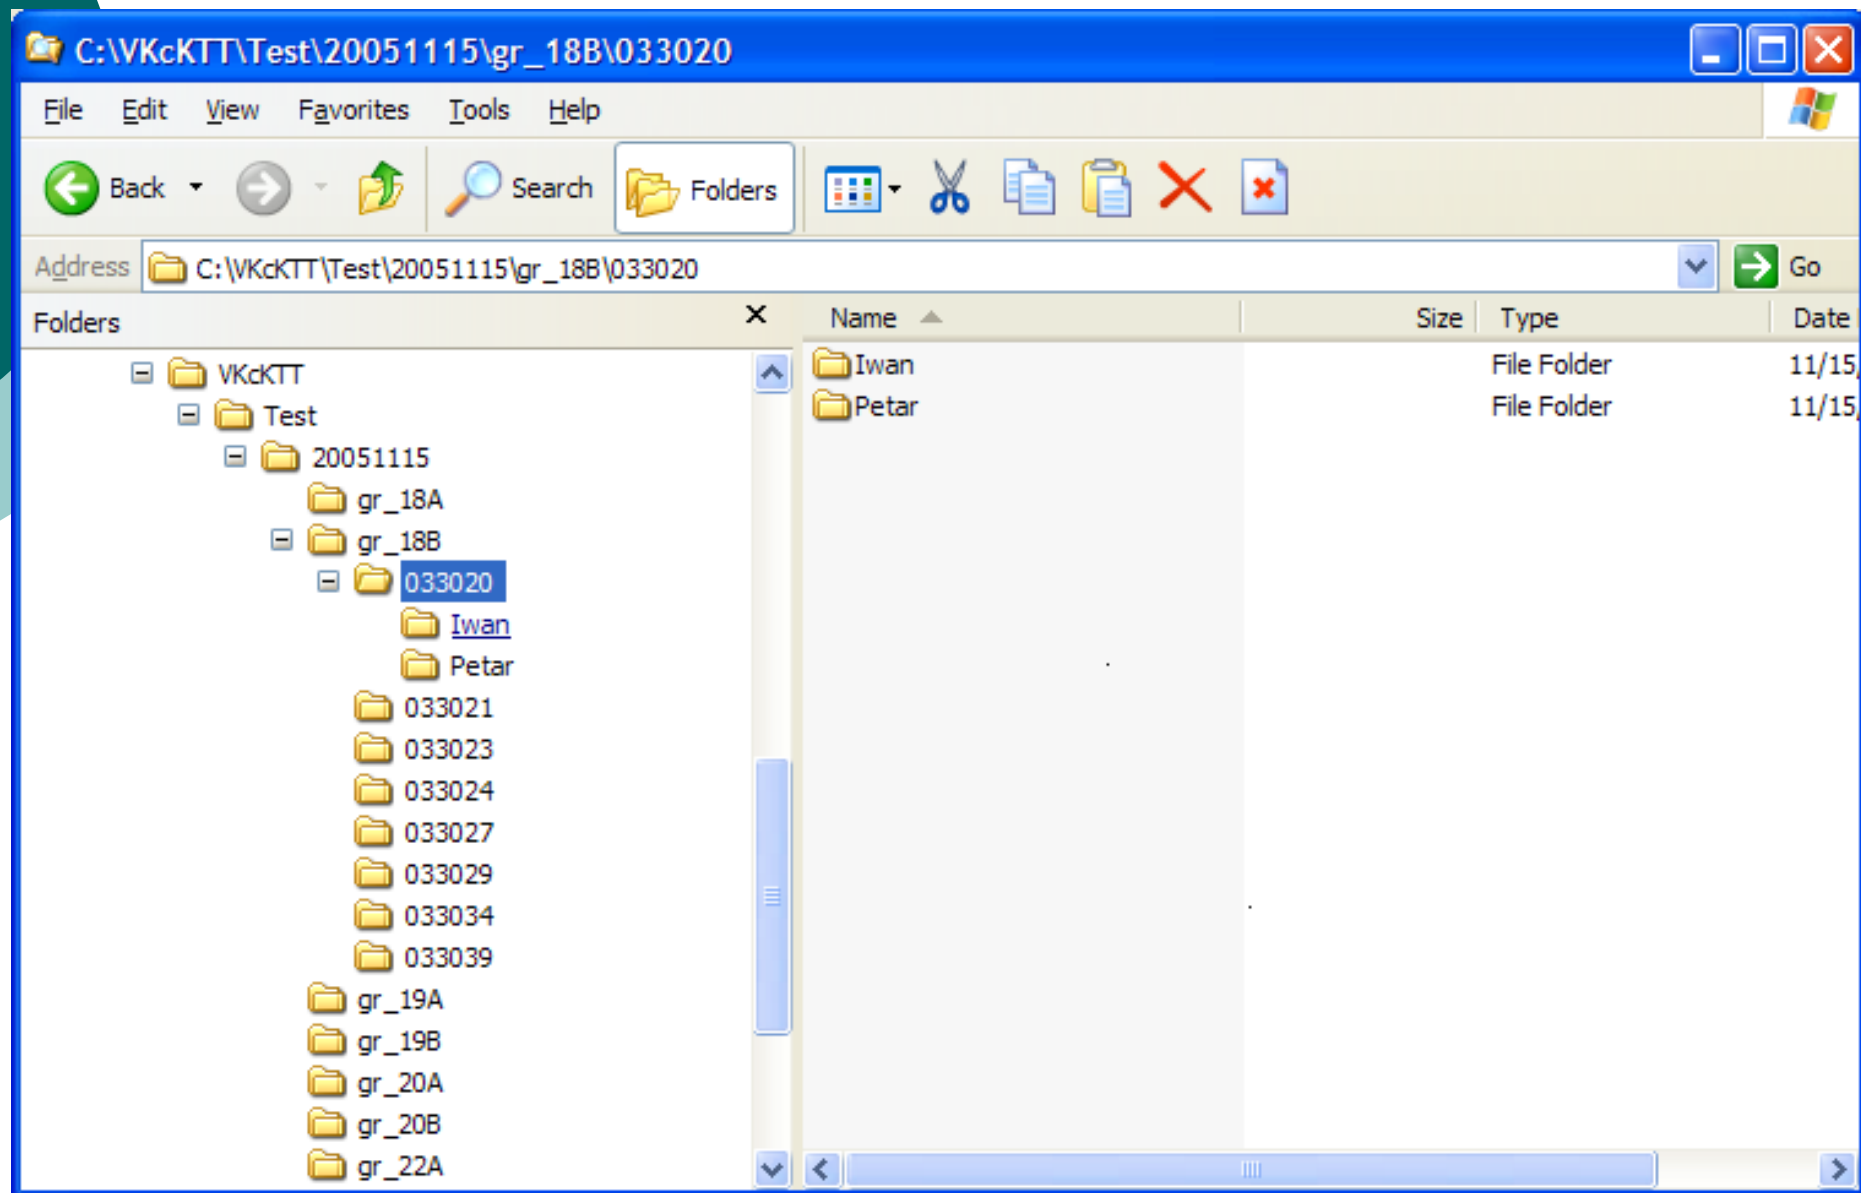 C:\VKcKTT\Test\20051115\gr_18B\033020
File Edit View Favorites Tools Help
Back Search Folders
Address C:\VKcKTT\Test\20051115\gr_18B\033020 Go
Folders
Name Size Type Date
VKcKTT
Test
20051115
gr_18A
gr_18B
033020
Iwan
Petar
033021
033023
033024
033027
033029
033034
033039
gr_19A
gr_19B
gr_20A
gr_20B
gr_22A
Iwan File Folder 11/15/
Petar File Folder 11/15/